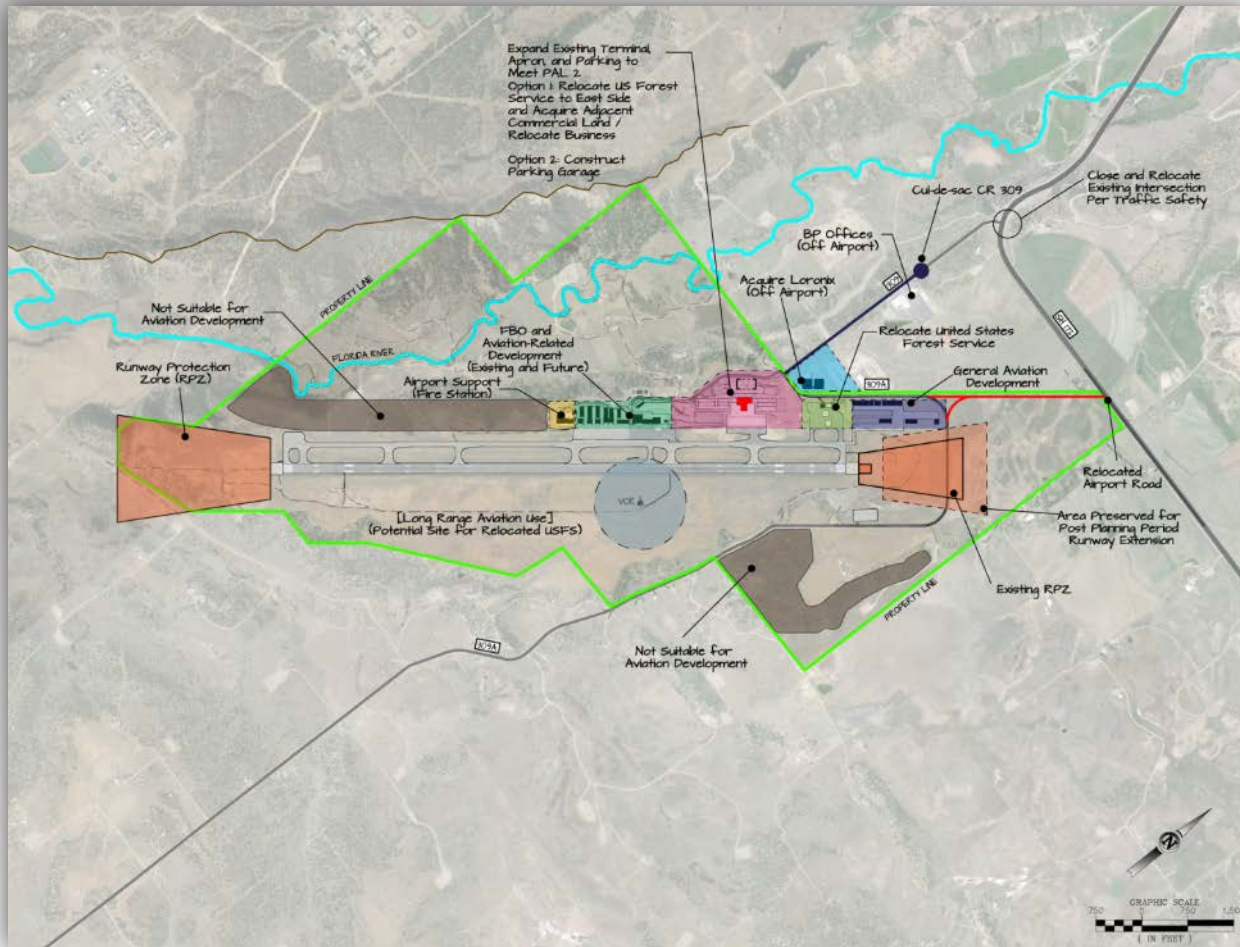 Expand Existing Terminal,
Apron, and Parking to
Meet PAL 2
Option 1: Relocate US Forest
Service to East Side
and Acquire Adjacent
Commercial Land /
Relocate Business
Option 2: Construct
Parking Garage
Cul-de-sac CR 309
Close and Relocate
Existing Intersection
Per Traffic Safety
BP Offices
(Off Airport)
Acquire Loronix
(Off Airport)
309
SH 172
PROPERTY LINE
Not Suitable for
Aviation Development
FLORIDA RIVER
FBO and
Aviation-Related
Development
(Existing and Future)
Relocate United States
Forest Service
Runway Protection
Zone (RPZ)
Airport Support
(Fire Station)
309A
General Aviation
Development
Relocated
Airport Road
[Long Range Aviation Use]
(Potential Site for Relocated USFS)
Area Preserved for
Post Planning Period
Runway Extension
Existing RPZ
PROPERTY LINE
309A
Not Suitable for
Aviation Development
N
GRAPHIC SCALE
750 0 750
( IN FEET )